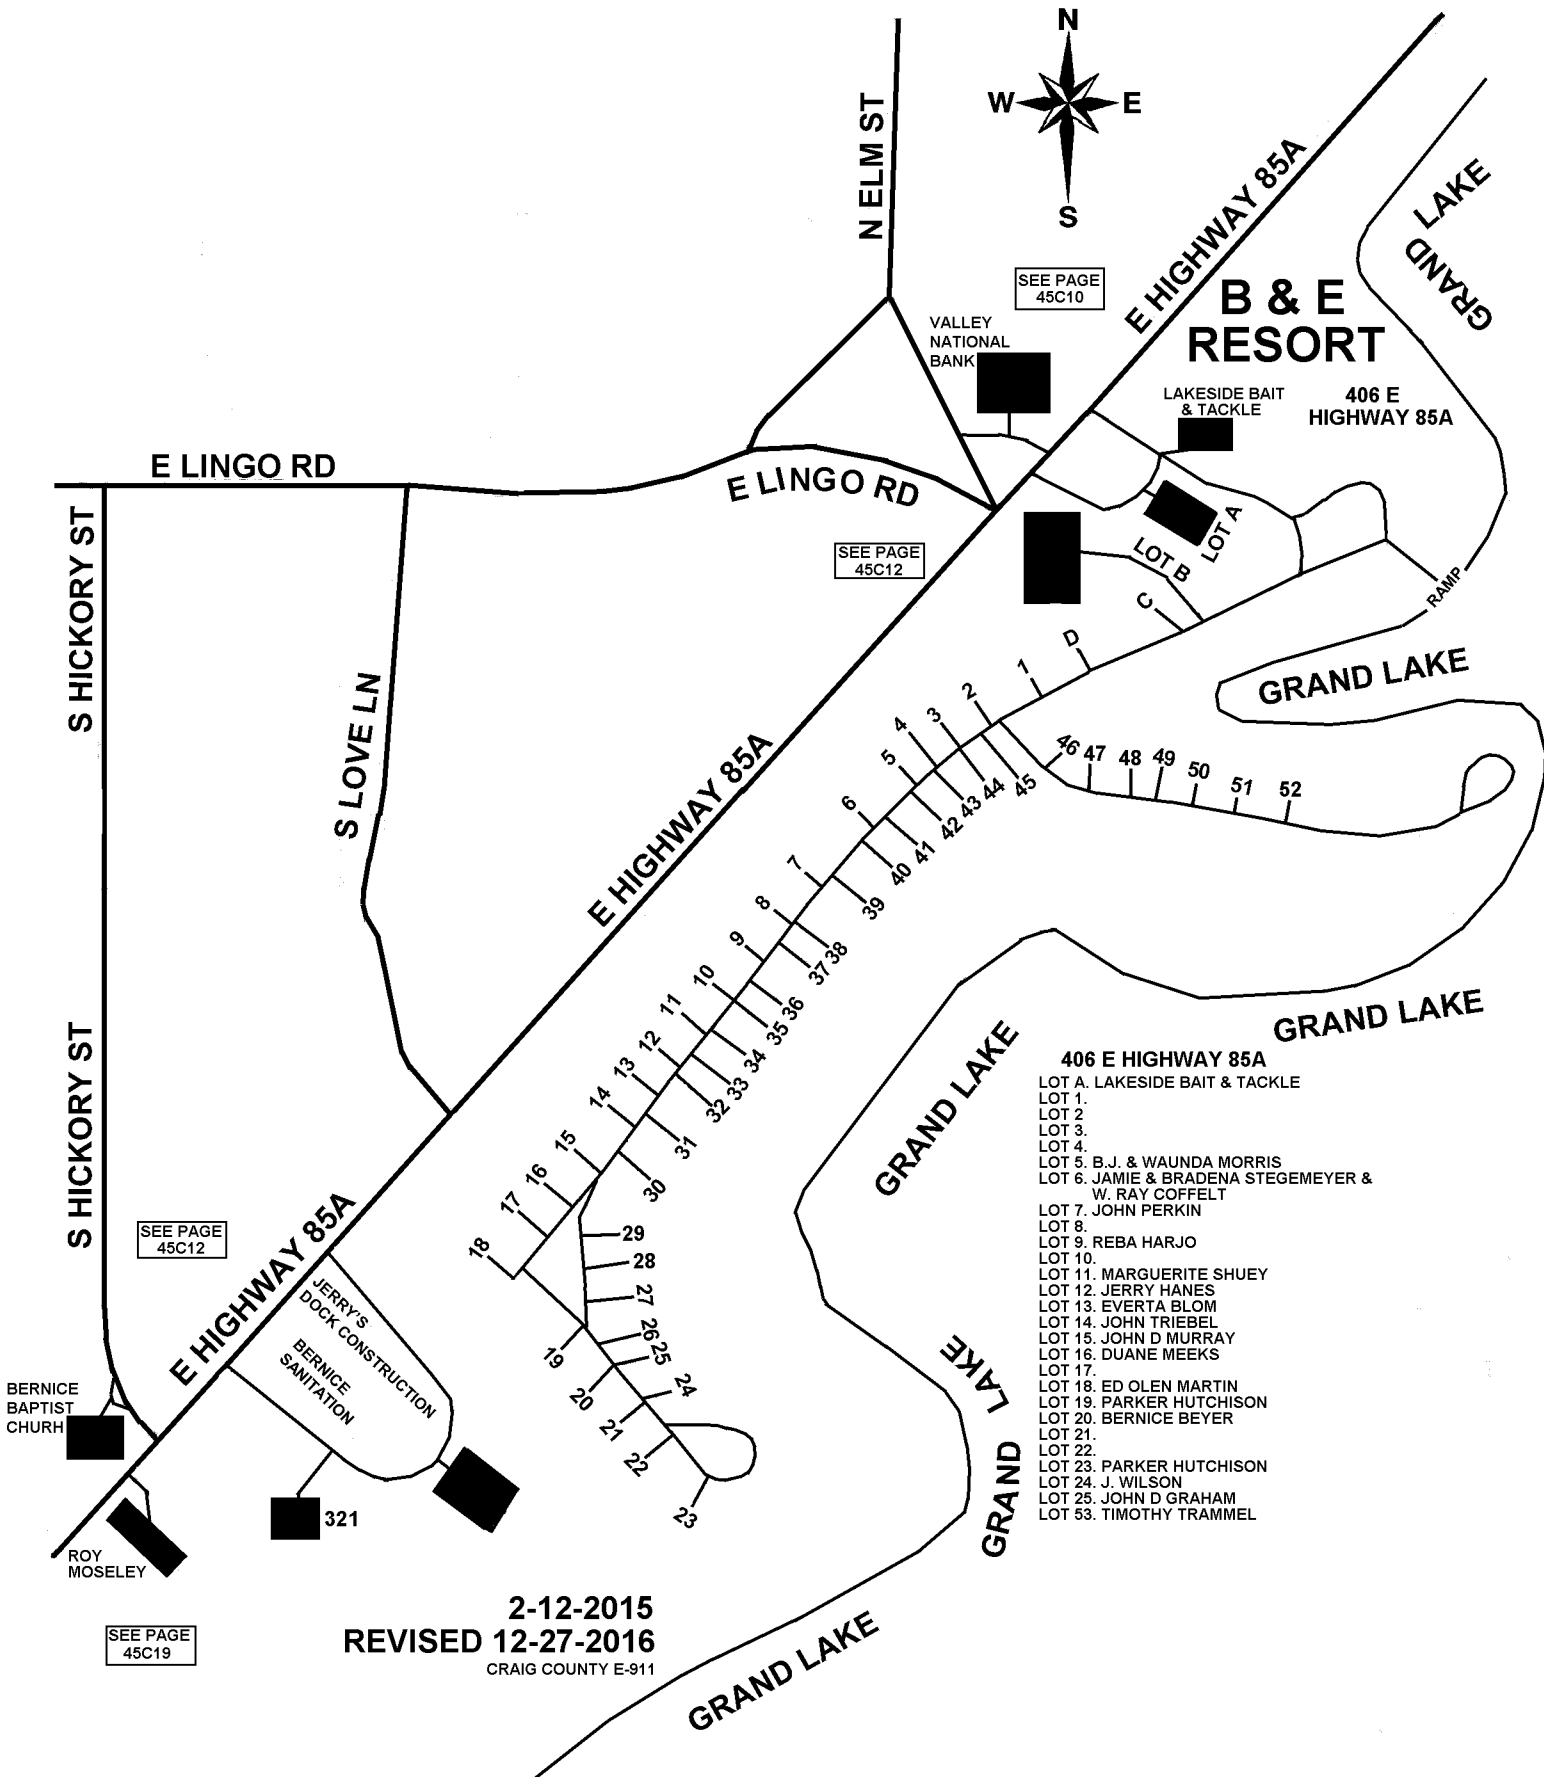 N
W E
S
N ELM ST
E HIGHWAY 85A
GRAND LAKE
SEE PAGE
45C10
B & E
RESORT
VALLEY
NATIONAL
BANK
LAKESIDE BAIT
& TACKLE
406 E
HIGHWAY 85A
E LINGO RD
E LINGO RD
S HICKORY ST
SEE PAGE
45C12
LOT A
LOT B
C
D
RAMP
GRAND LAKE
S LOVE LN
E HIGHWAY 85A
1
2
3
4
5
6
7
8
9
10
11
12
13
14
15
16
17
18
19
20
21
22
23
24
25
26
27
28
29
30
31
32
33
34
35
36
37
38
39
40
41
42
43
44
45
46
47
48
49
50
51
52
GRAND LAKE
GRAND LAKE
S HICKORY ST
SEE PAGE
45C12
E HIGHWAY 85A
JERRY'S
DOCK CONSTRUCTION
BERNICE
SANITATION
BERNICE
BAPTIST
CHURH
321
ROY
MOSELEY
SEE PAGE
45C19
GRAND LAKE
406 E HIGHWAY 85A
LOT A. LAKESIDE BAIT & TACKLE
LOT 1.
LOT 2
LOT 3.
LOT 4.
LOT 5. B.J. & WAUNDA MORRIS
LOT 6. JAMIE & BRADENA STEGEMEYER &
W. RAY COFFELT
LOT 7. JOHN PERKIN
LOT 8.
LOT 9. REBA HARJO
LOT 10.
LOT 11. MARGUERITE SHUEY
LOT 12. JERRY HANES
LOT 13. EVERTA BLOM
LOT 14. JOHN TRIEBEL
LOT 15. JOHN D MURRAY
LOT 16. DUANE MEEKS
LOT 17.
LOT 18. ED OLEN MARTIN
LOT 19. PARKER HUTCHISON
LOT 20. BERNICE BEYER
LOT 21.
LOT 22.
LOT 23. PARKER HUTCHISON
LOT 24. J. WILSON
LOT 25. JOHN D GRAHAM
LOT 53. TIMOTHY TRAMMEL
2-12-2015
REVISED 12-27-2016
CRAIG COUNTY E-911
GRAND LAKE